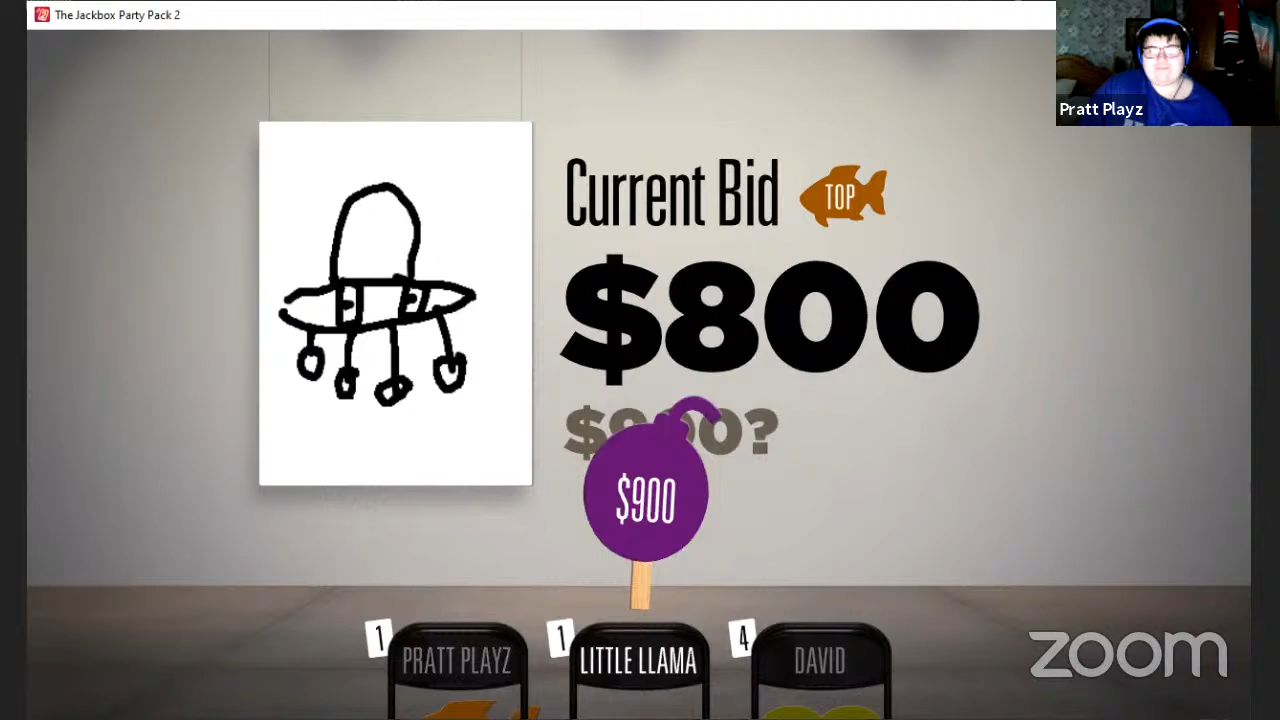 The Jackbox Party Pack 2
Pratt Playz
Current Bid
TOP
$800
$900?
$900
1
PRATT PLAYZ
1
LITTLE LLAMA
4
DAVID
zoom